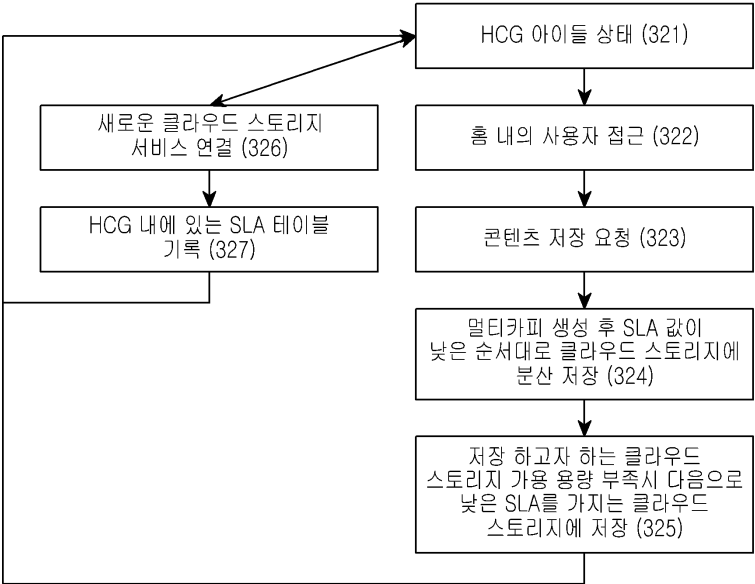 HCG 아이들 상태 (321)
홈 내의 사용자 접근 (322)
콘텐츠 저장 요청 (323)
멀티카피 생성 후 SLA 값이
낮은 순서대로 클라우드 스토리지에
분산 저장 (324)
저장 하고자 하는 클라우드
스토리지 가용 용량 부족시 다음으로
낮은 SLA를 가지는 클라우드
스토리지에 저장 (325)
새로운 클라우드 스토리지
서비스 연결 (326)
HCG 내에 있는 SLA 테이블
기록 (327)